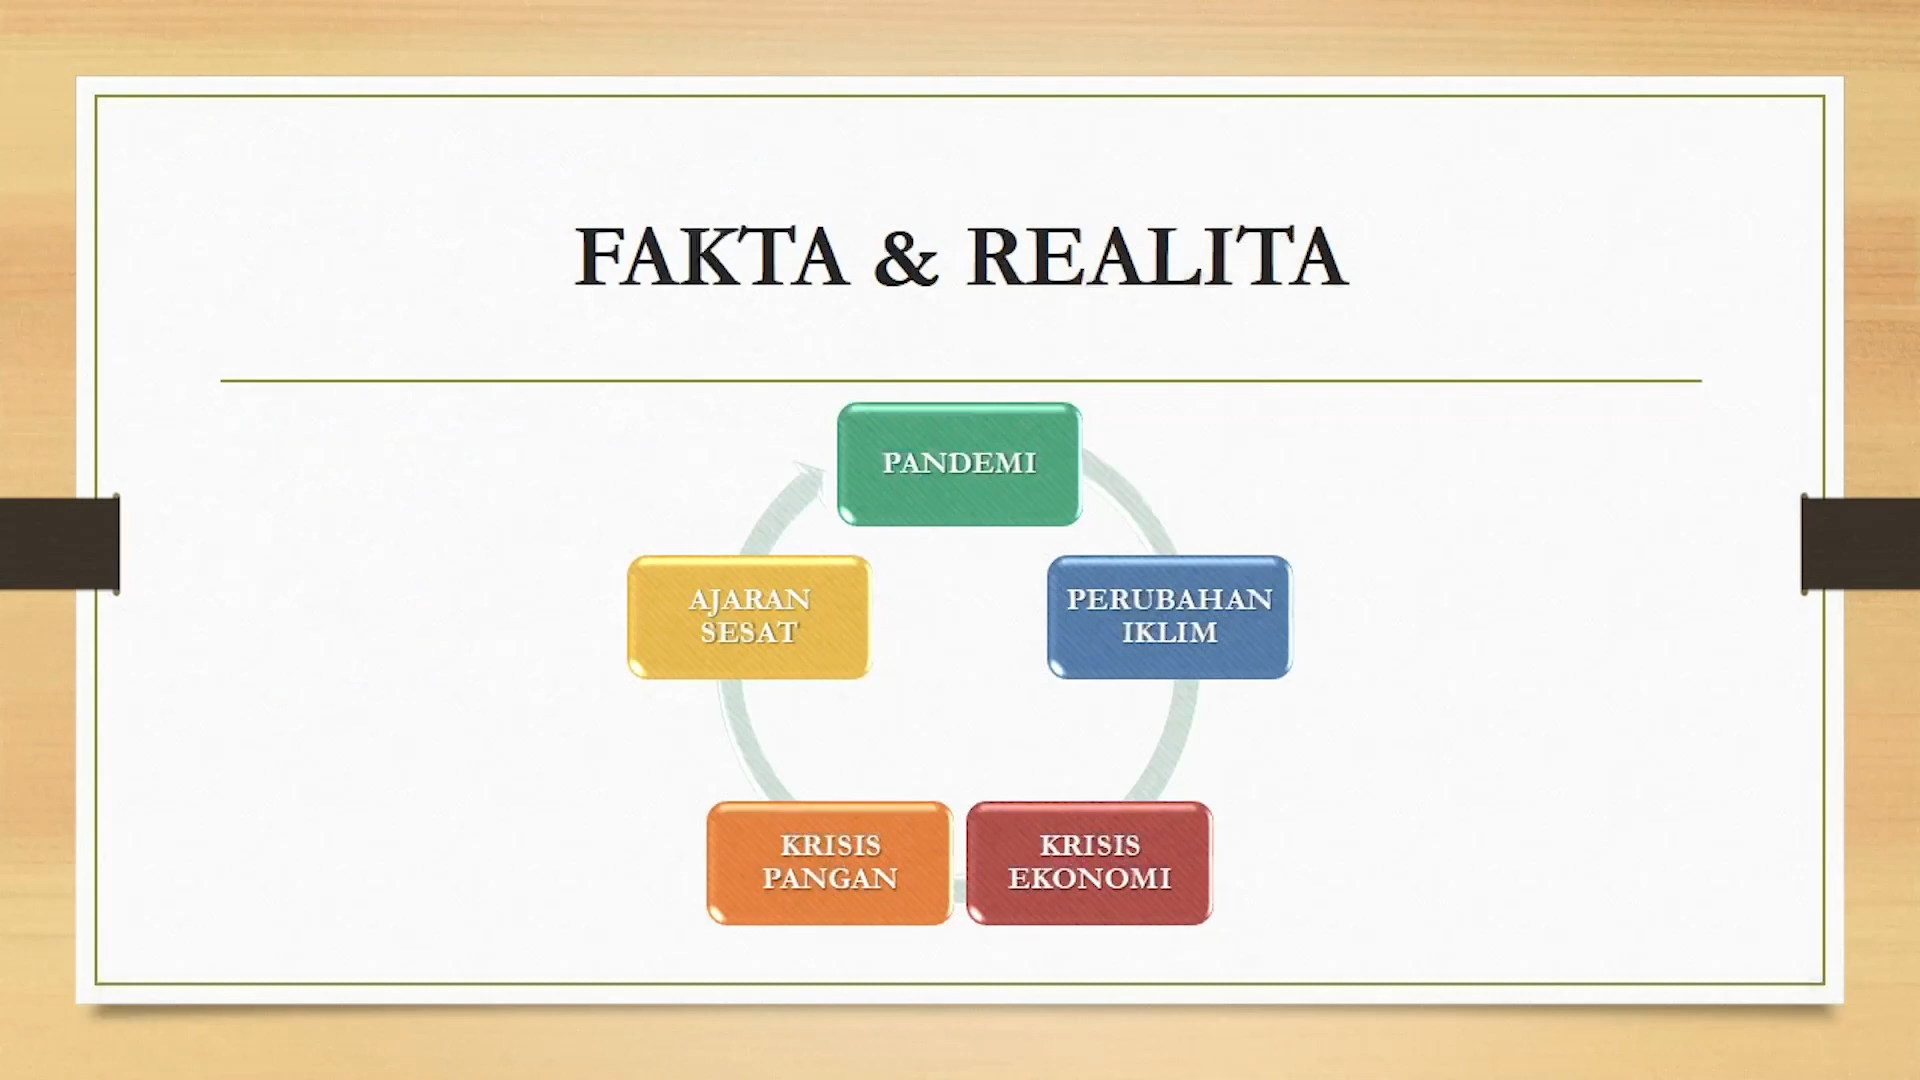 FAKTA & REALITA
PANDEMI
PERUBAHAN
IKLIM
KRISIS
EKONOMI
KRISIS
PANGAN
AJARAN
SESAT